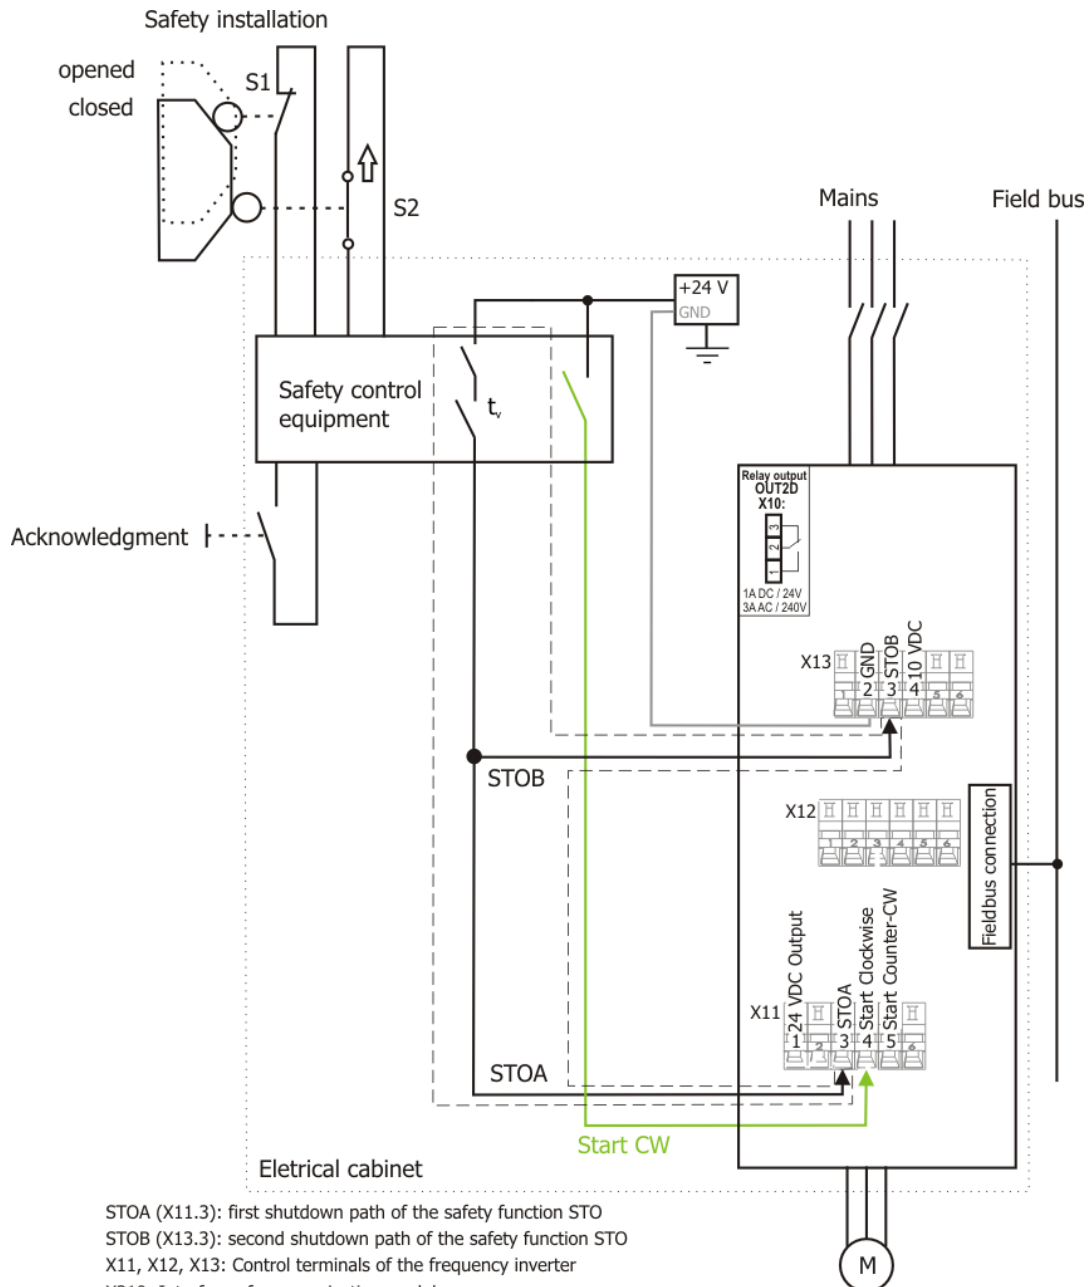 Safety installation
opened
closed
S1
S2
Mains
Field bus
+24 V
GND
Safety control
equipment
tv
Relay output
OUT2D
X10:
3
2
1
1A DC / 24V
3A AC / 240V
Acknowledgment
X13
1
2 GND
3 STOB
4 10 VDC
5
6
STOB
X12
1 2 3 4 5 6
Fieldbus connection
X11
1 24 VDC Output
2
3 STOA
4 Start Clockwise
5 Start Counter-CW
6
STOA
Start CW
Eletrical cabinet
M
STOA (X11.3): first shutdown path of the safety function STO
STOB (X13.3): second shutdown path of the safety function STO
X11, X12, X13: Control terminals of the frequency inverter